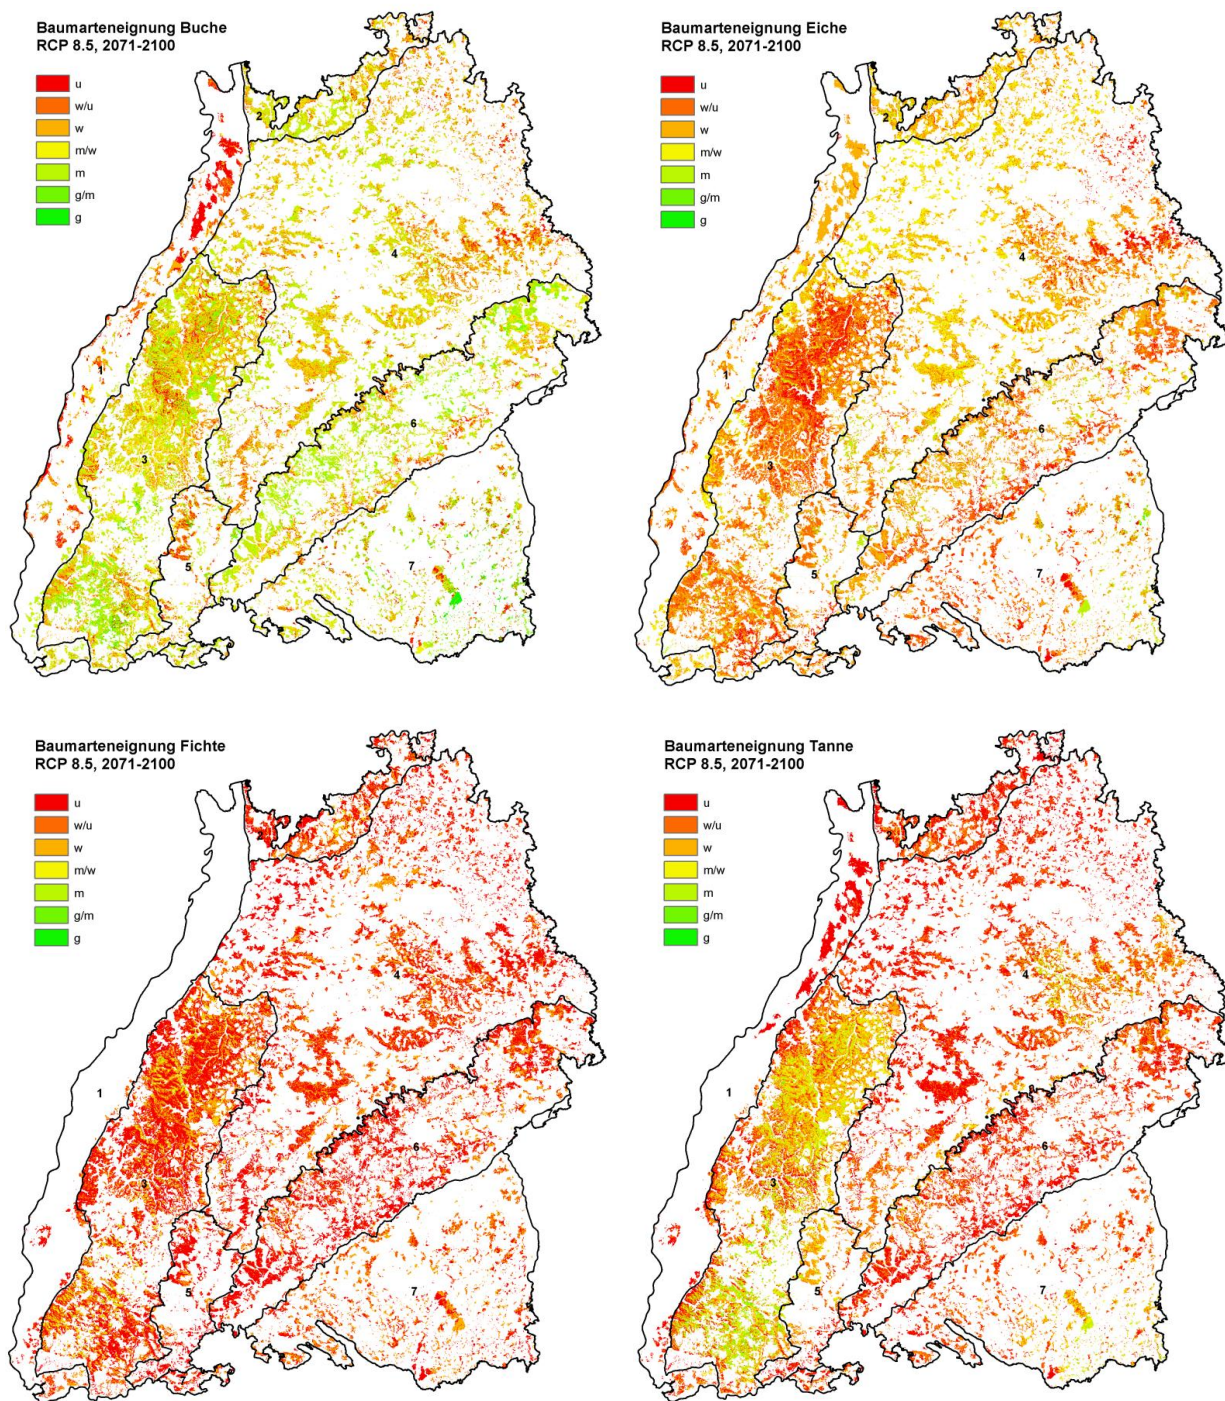 Baumarteneignung Buche
RCP 8.5, 2071-2100
u
w/u
w
m/w
m
g/m
g
1
2
3
4
5
6
7
Baumarteneignung Eiche
RCP 8.5, 2071-2100
u
w/u
w
m/w
m
g/m
g
1
2
3
4
5
6
7
7
Baumarteneignung Fichte
RCP 8.5, 2071-2100
u
w/u
w
m/w
m
g/m
g
1
2
3
4
5
6
7
Baumarteneignung Tanne
RCP 8.5, 2071-2100
u
w/u
w
m/w
m
g/m
g
1
2
3
4
5
6
7